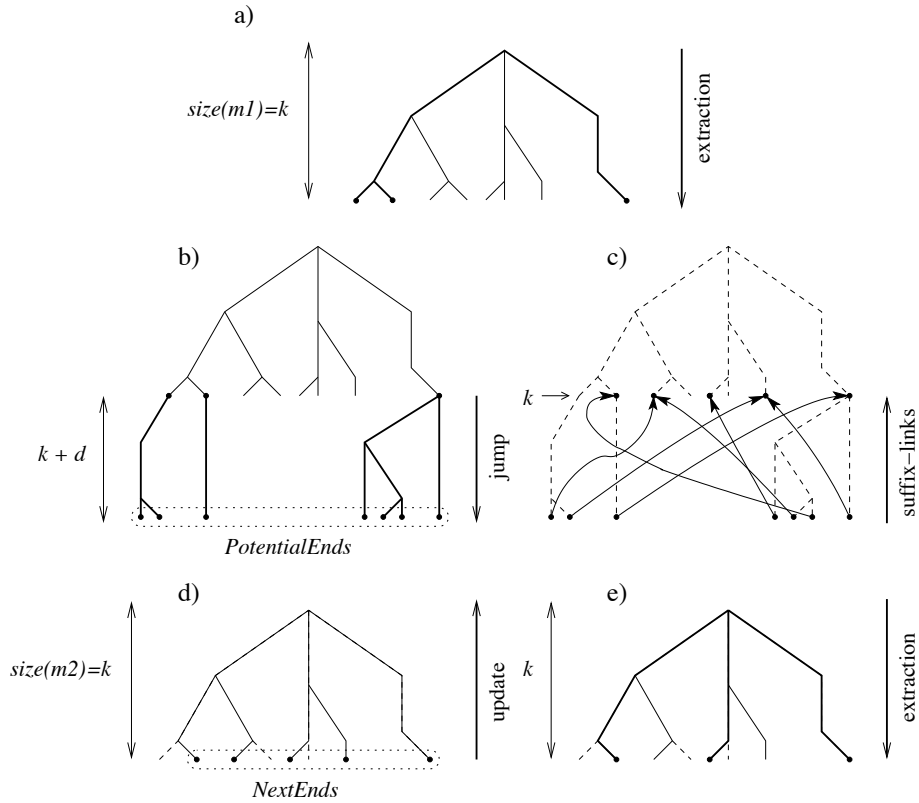 a)
size(m1)=k
extraction
b)
c)
k
k + d
jump
suffix–links
PotentialEnds
d)
e)
size(m2)=k
update
k
extraction
NextEnds